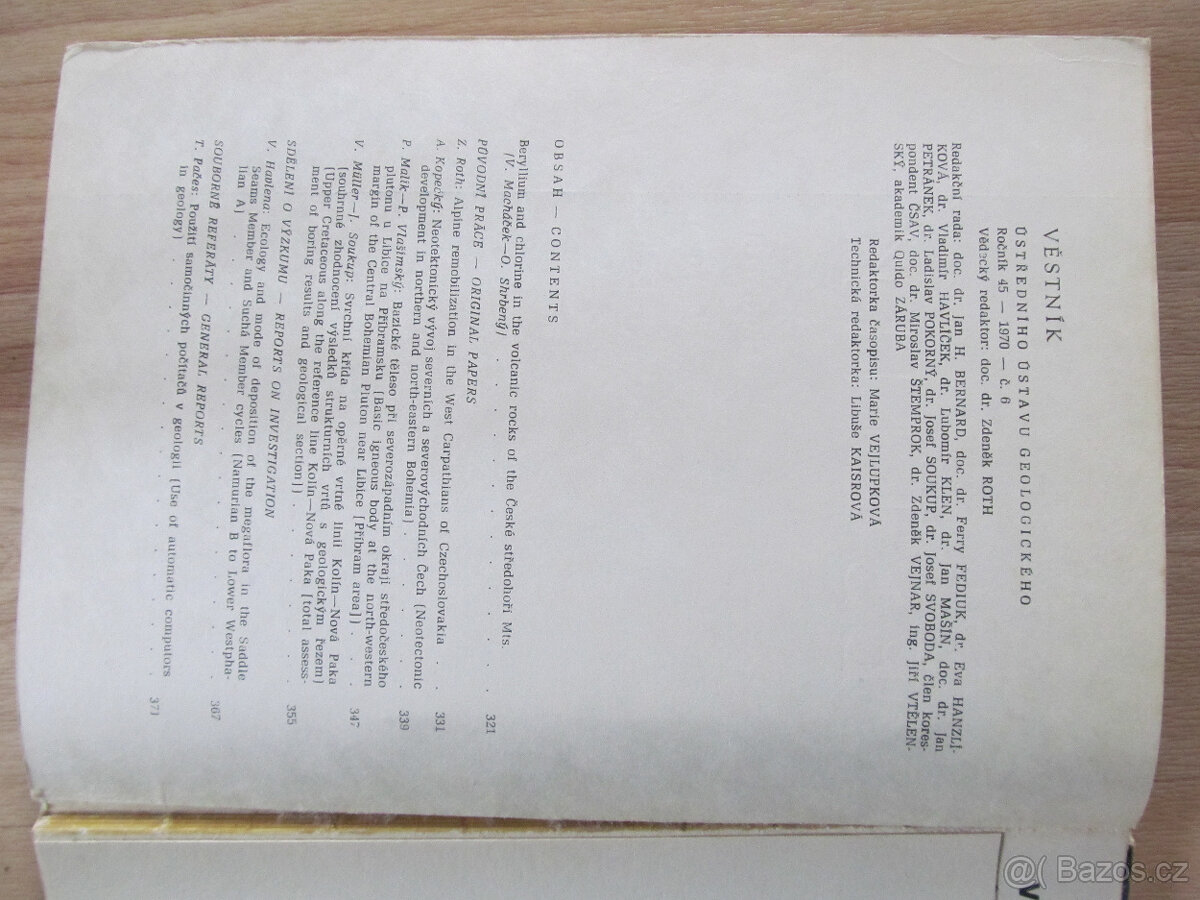 VĚSTNÍK
ÚSTŘEDNÍHO ÚSTAVU GEOLOGICKÉHO
Ročník 45 — 1970 — č. 6
Vědecký redaktor: doc. dr. Zdeněk ROTH
Redakční rada: doc. dr. Jan H. BERNARD, doc. dr. Ferry FEDIUK, dr. Eva HANZLÍ-
KOVÁ, dr. Vladimír HAVLÍČEK, dr. Lubomír KLEN, dr. Jan MAŠÍN, doc. dr. Jan
PETRÁNEK, dr. Ladislav POKORNÝ, dr. Josef SOUKUP, dr. Josef SVOBODA, člen kores-
pondent ČSAV, doc. dr. Miroslav ŠTEMPROK, dr. Zdeněk VEJNAR, ing. Jiří VTĚLEN-
SKÝ, akademik Quido ZÁRUBA
Redaktorka časopisu: Marie VEJLUPKOVÁ
Technická redaktorka: Libuše KAISROVÁ
OBSAH — CONTENTS
Beryllium and chlorine in the volcanic rocks of the České středohoří Mts.
(V. Macháček—O. Shrbený) . . . . . . . . . . . 321
PŮVODNÍ PRÁCE — ORIGINAL PAPERS
Z. Roth: Alpine remobilization in the West Carpathians of Czechoslovakia . . 331
A. Kopecký: Neotektonický vývoj severních a severovýchodních Čech (Neotectonic
development in northern and north-eastern Bohemia) . . . . . . 339
P. Malík—P. Vlašímský: Bazické těleso při severozápadním okraji středočeského
plutonu u Libice na Příbramsku [Basic igneous body at the north-western
margin of the Central Bohemian Pluton near Libice (Příbram area)] . . 347
V. Müller—J. Soukup: Svrchní křída na opěrné vrtné linii Kolín—Nová Paka
(souhrnné zhodnocení výsledků strukturních vrtů s geologickým řezem)
[Upper Cretaceous along the reference line Kolín—Nová Paka (total assess-
ment of boring results and geological section)] . . . . . . . 355
SDĚLENÍ O VÝZKUMU — REPORTS ON INVESTIGATION
V. Havlena: Ecology and mode of deposition of the megaflora in the Saddle
Seams Member and Suchá Member cycles (Namurian B to Lower Westpha-
lian A) . . . . . . . . . . . . . . 367
SOUBORNÉ REFERÁTY — GENERAL REPORTS
T. Pačes: Použití samočinných počítačů v geologii (Use of automatic computors
in geology) . . . . . . . . . . . . . 371
V
@( Bazos.cz